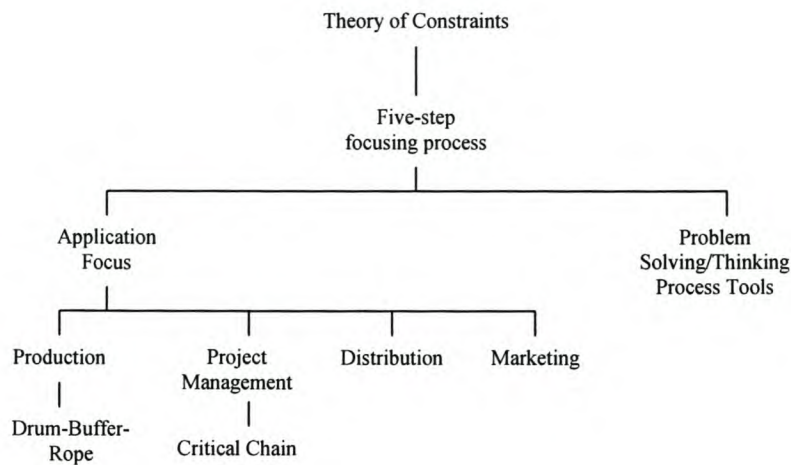 Theory of Constraints
Five-step
focusing process
Application
Focus
Problem
Solving/Thinking
Process Tools
Production
Project
Management
Distribution
Marketing
Drum-Buffer-
Rope
Critical Chain